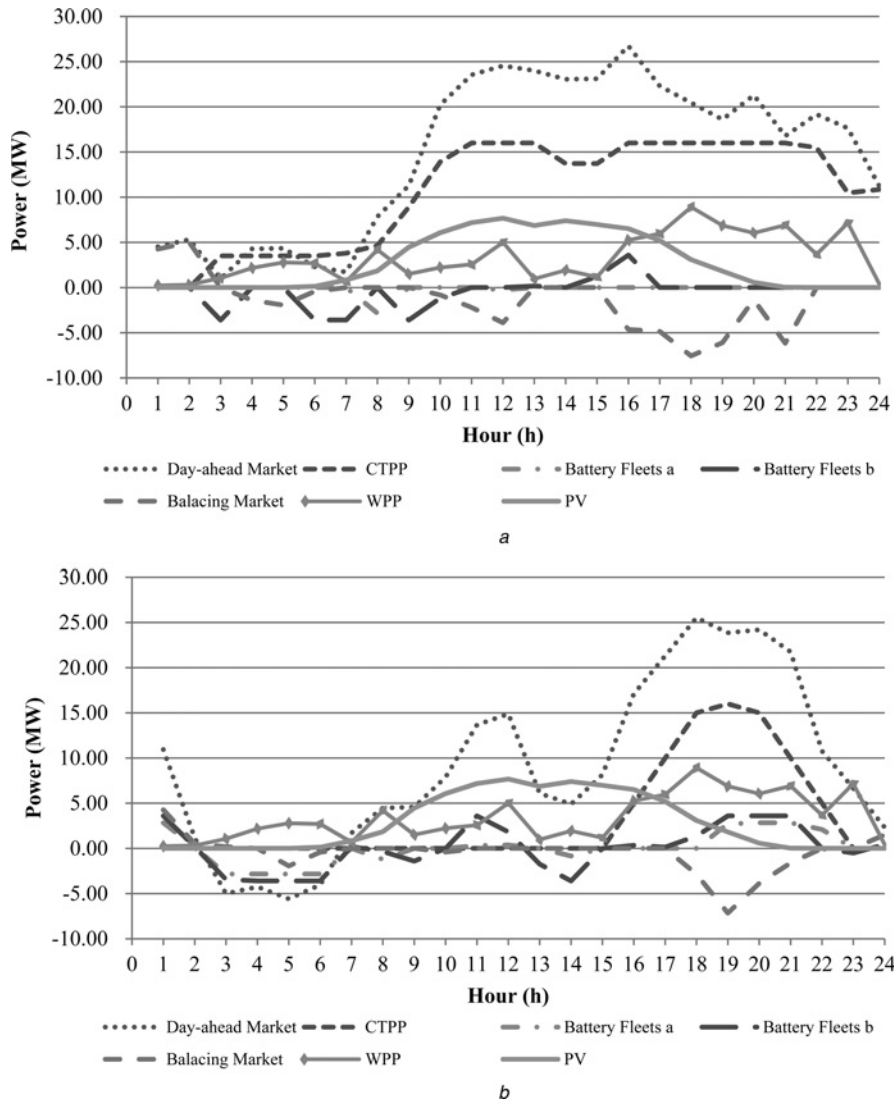 30.00
25.00
20.00
15.00
10.00
5.00
0.00
-5.00
-10.00
Power (MW)
0 1 2 3 4 5 6 7 8 9 10 11 12 13 14 15 16 17 18 19 20 21 22 23 24
Hour (h)
Day-ahead Market CTPP Battery Fleets a Battery Fleets b
Balacing Market WPP PV
a
30.00
25.00
20.00
15.00
10.00
5.00
0.00
-5.00
-10.00
Power (MW)
0 1 2 3 4 5 6 7 8 9 10 11 12 13 14 15 16 17 18 19 20 21 22 23 24
Hour (h)
Day-ahead Market CTPP Battery Fleets a Battery Fleets b
Balacing Market WPP PV
b